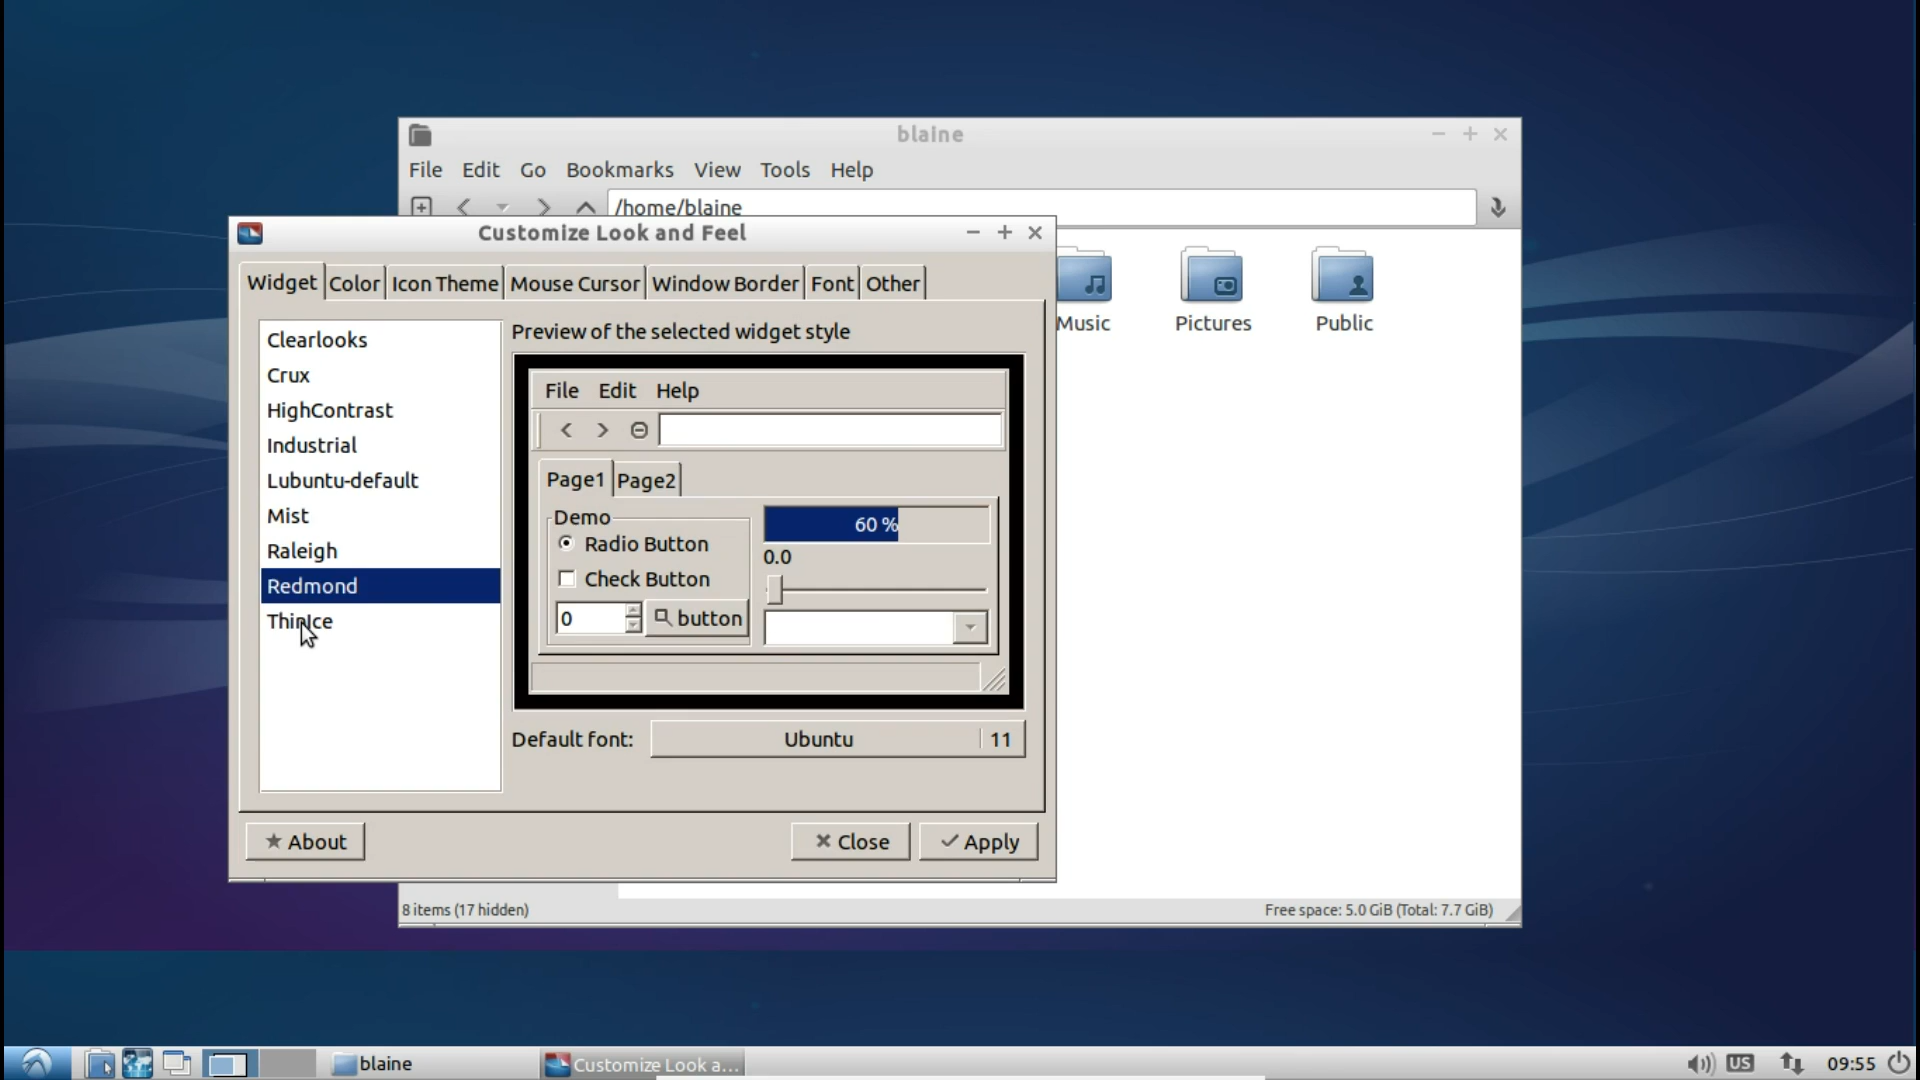 blaine
File Edit Go Bookmarks View Tools Help
/home/blaine
Customize Look and Feel
Widget Color Icon Theme Mouse Cursor Window Border Font Other
Music Pictures Public
Clearlooks
Crux
HighContrast
Industrial
Lubuntu-default
Mist
Raleigh
Redmond
ThinIce
Preview of the selected widget style
File Edit Help
Page1 Page2
Demo
Radio Button
Check Button
0 button
60 %
0.0
Default font: Ubuntu 11
About Close Apply
8 items (17 hidden) Free space: 5.0 GiB (Total: 7.7 GiB)
blaine Customize Look a... US 09:55